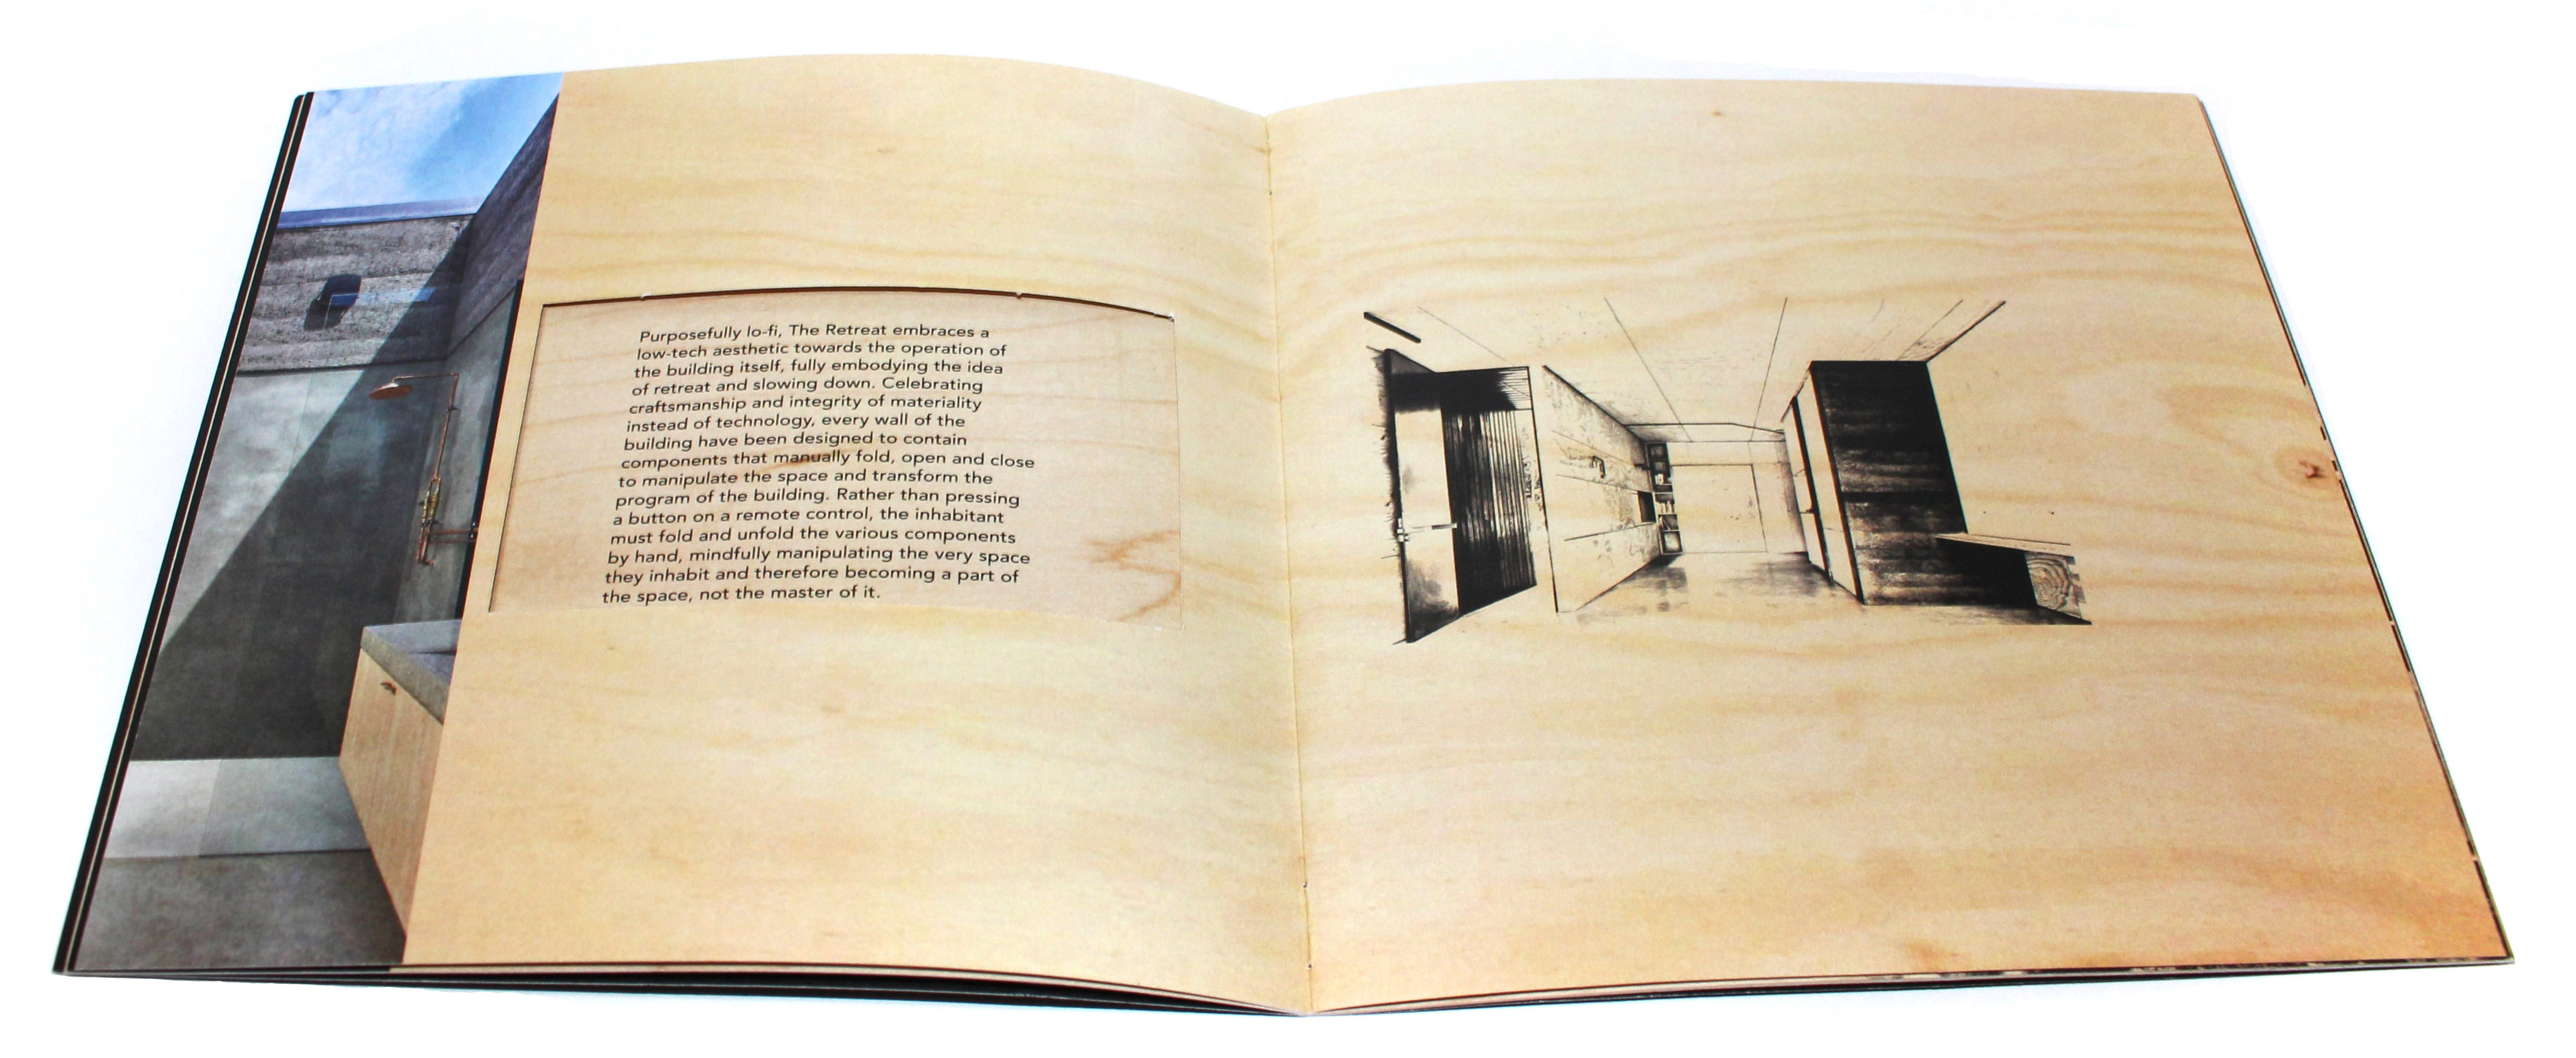 Purposefully lo-fi, The Retreat embraces a
low-tech aesthetic towards the operation of
the building itself, fully embodying the idea
of retreat and slowing down. Celebrating
craftsmanship and integrity of materiality
instead of technology, every wall of the
building have been designed to contain
components that manually fold, open and close
to manipulate the space and transform the
program of the building. Rather than pressing
a button on a remote control, the inhabitant
must fold and unfold the various components
by hand, mindfully manipulating the very space
they inhabit and therefore becoming a part of
the space, not the master of it.